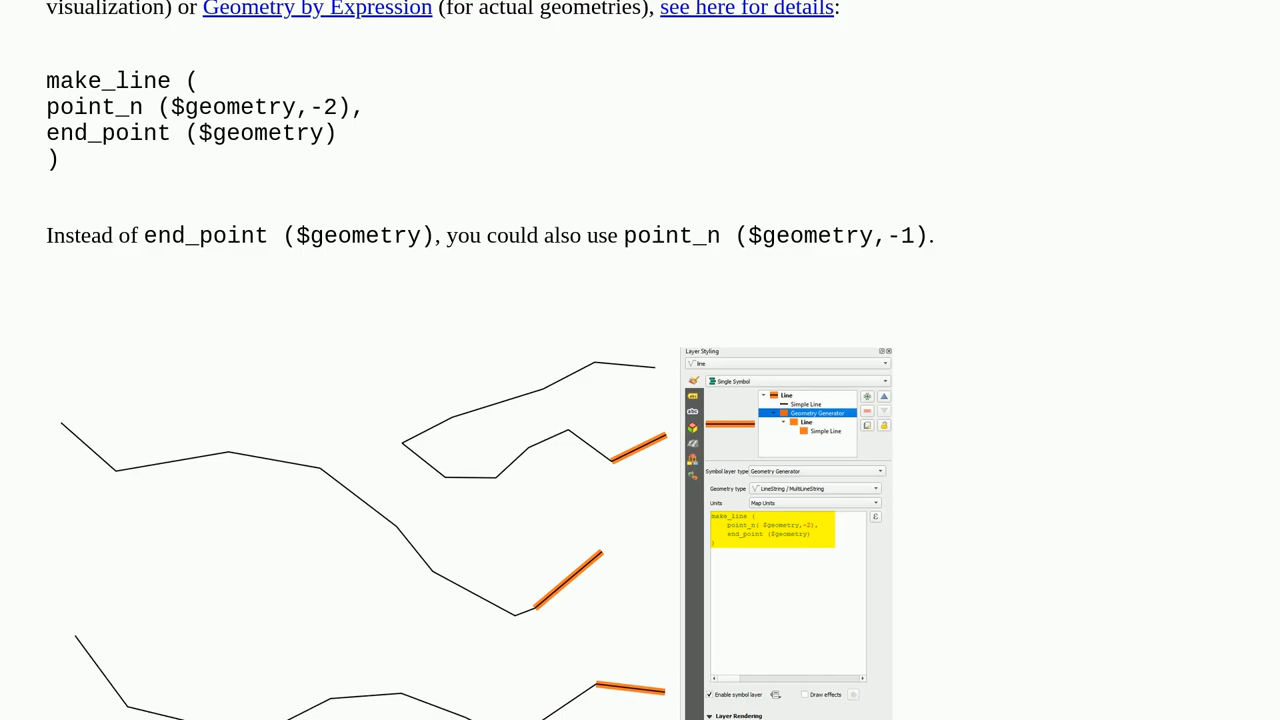 visualization) or Geometry by Expression (for actual geometries), see here for details:
make_line (
point_n ($geometry,-2),
end_point ($geometry)
)
Instead of end_point ($geometry), you could also use point_n ($geometry,-1).
Layer Styling
line
Single Symbol
Line
Simple Line
Geometry Generator
Line
Simple Line
Symbol layer type Geometry Generator
Geometry type LineString / MultiLineString
Units Map Units
make_line (
point_n( $geometry,-2),
end_point ($geometry)
)
Enable symbol layer Draw effects
Layer Rendering